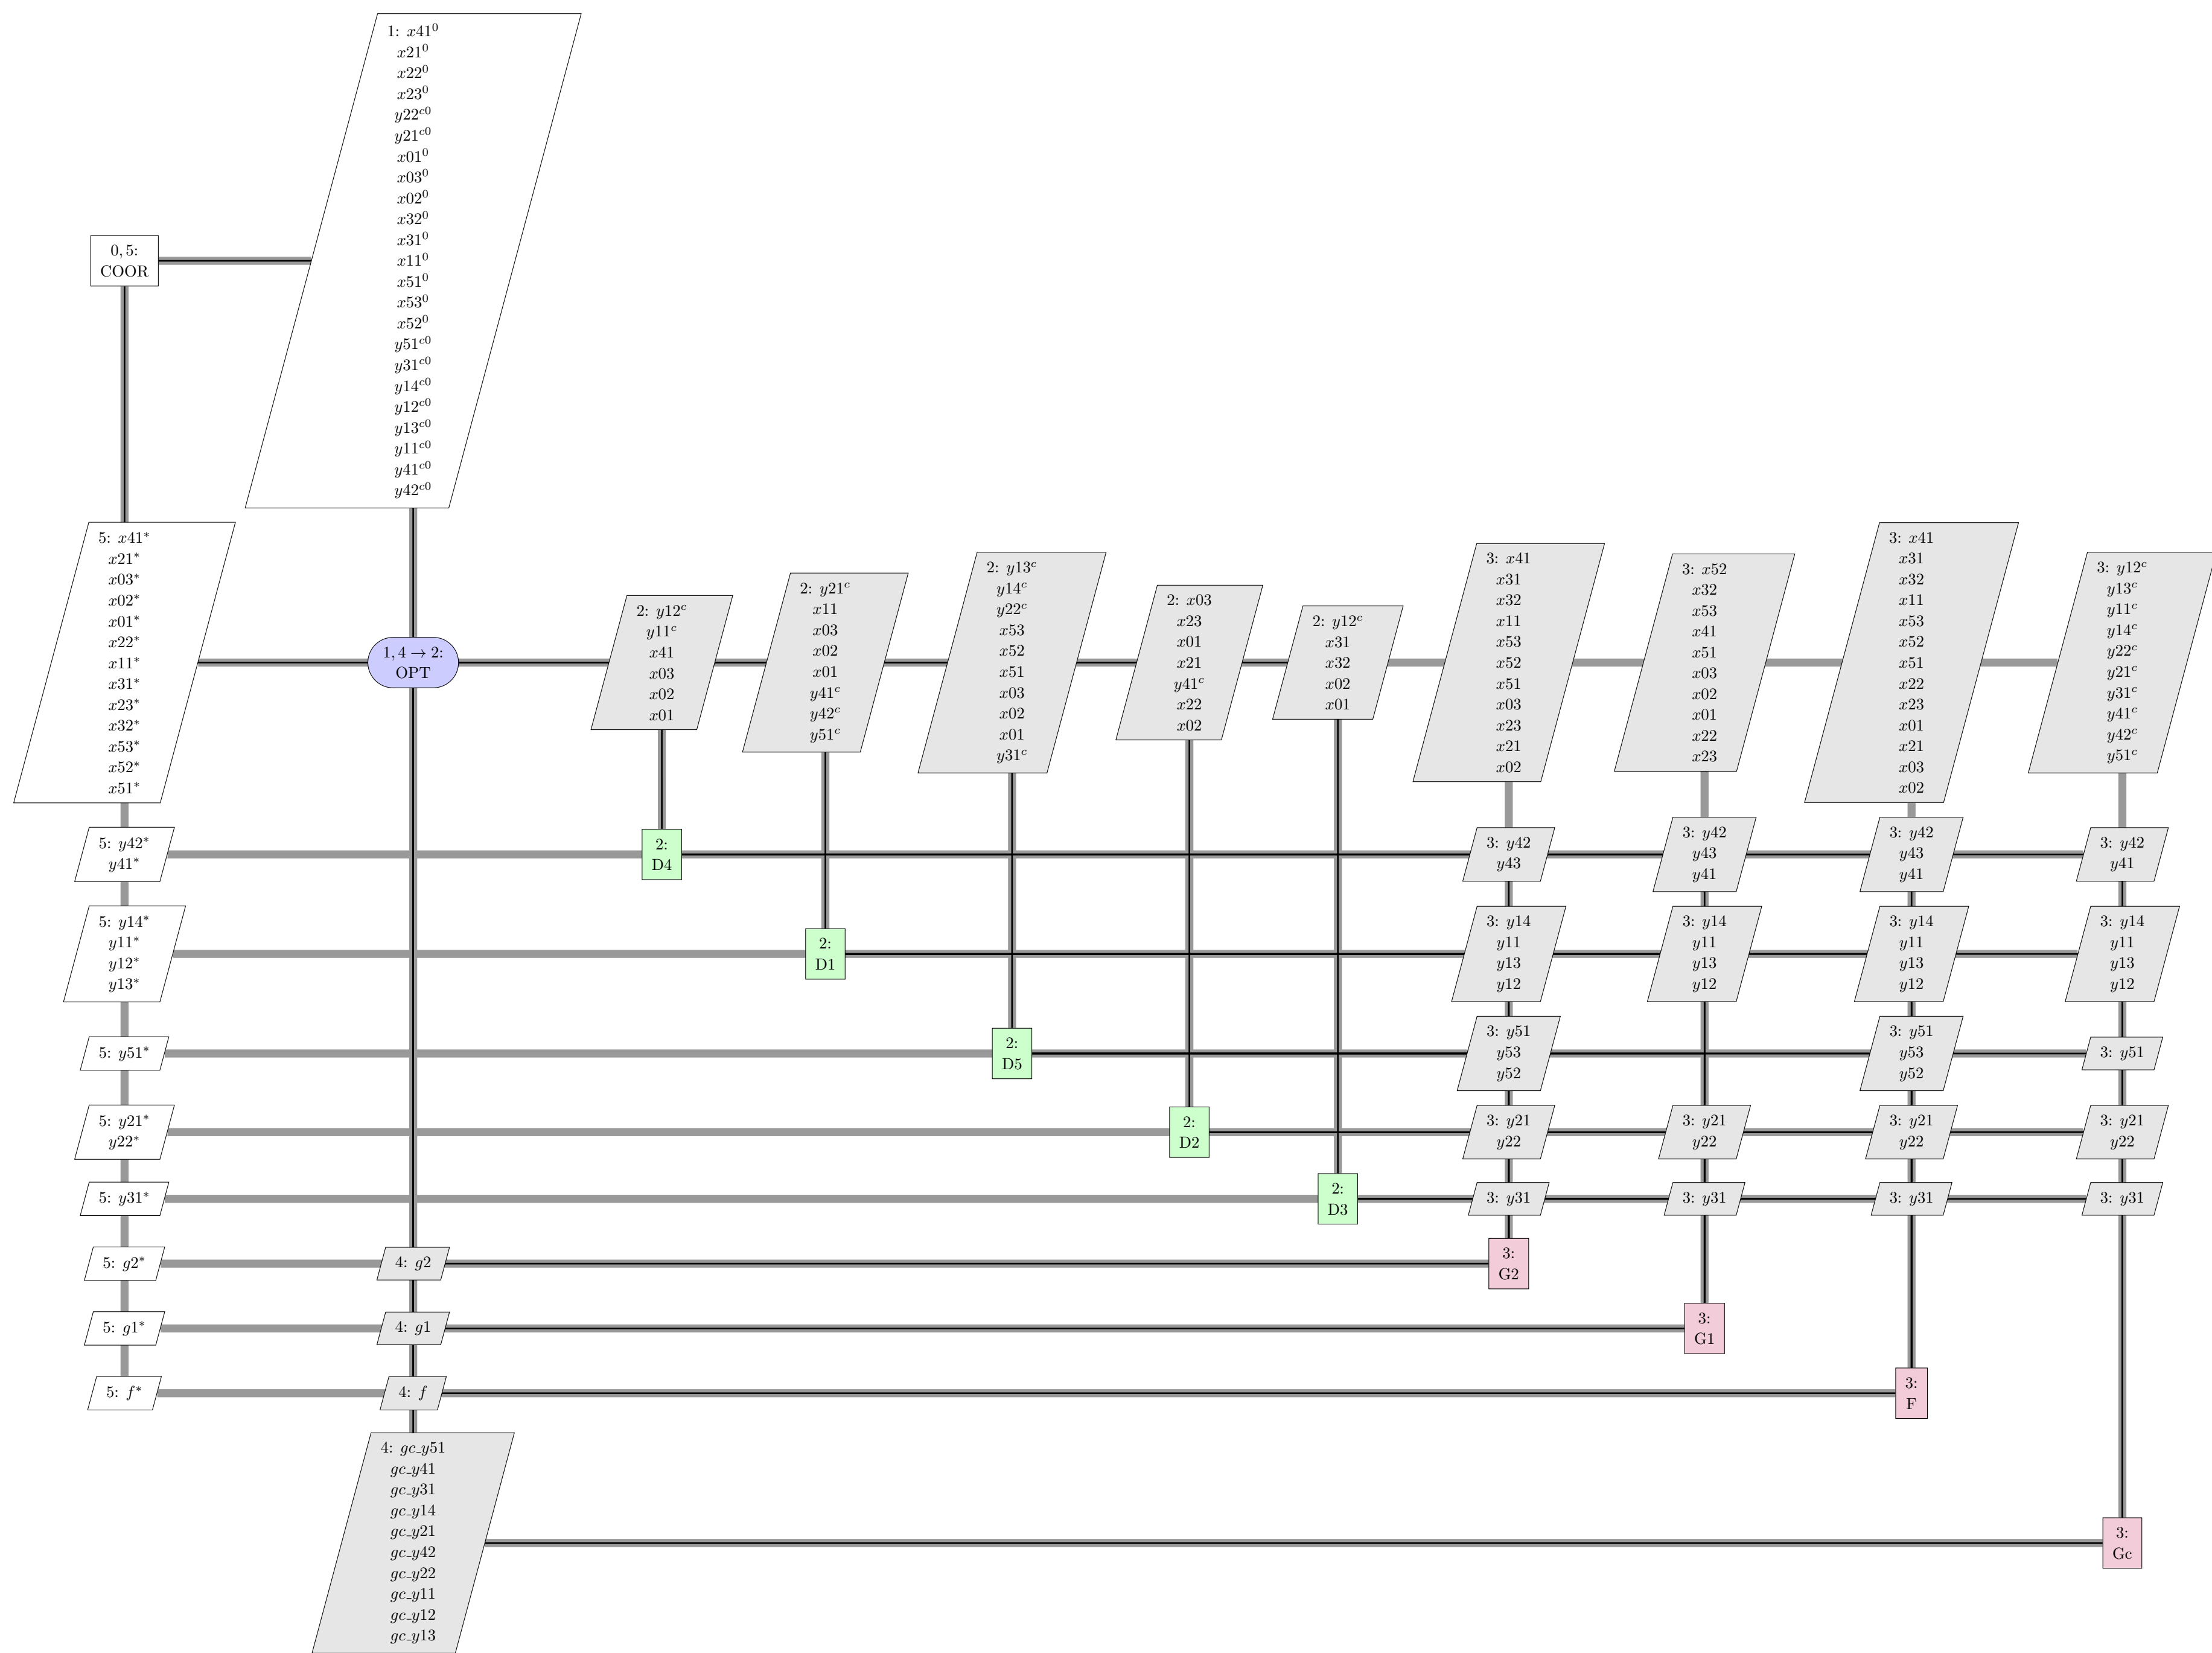 1: x41⁰
x21⁰
x22⁰
x23⁰
y22ᶜ⁰
y21ᶜ⁰
x01⁰
x03⁰
x02⁰
x32⁰
x31⁰
x11⁰
x51⁰
x53⁰
x52⁰
y51ᶜ⁰
y31ᶜ⁰
y14ᶜ⁰
y12ᶜ⁰
y13ᶜ⁰
y11ᶜ⁰
y41ᶜ⁰
y42ᶜ⁰
0, 5:
COOR
5: x41*
x21*
x03*
x02*
x01*
x22*
x11*
x31*
x23*
x32*
x53*
x52*
x51*
1, 4 → 2:
OPT
2: y12ᶜ
y11ᶜ
x41
x03
x02
x01
2: y21ᶜ
x11
x03
x02
x01
y41ᶜ
y42ᶜ
y51ᶜ
2: y13ᶜ
y14ᶜ
y22ᶜ
x53
x52
x51
x03
x02
x01
y31ᶜ
2: x03
x23
x01
x21
y41ᶜ
x22
x02
2: y12ᶜ
x31
x32
x02
x01
3: x41
x31
x32
x11
x53
x52
x51
x03
x23
x21
x02
3: x52
x32
x53
x41
x51
x03
x02
x01
x22
x23
3: x41
x31
x32
x11
x53
x52
x51
x22
x23
x01
x21
x03
x02
3: y12ᶜ
y13ᶜ
y11ᶜ
y14ᶜ
y22ᶜ
y21ᶜ
y31ᶜ
y41ᶜ
y42ᶜ
y51ᶜ
5: y42*
y41*
2:
D4
3: y42
y43
3: y42
y43
y41
3: y42
y43
y41
3: y42
y41
5: y14*
y11*
y12*
y13*
2:
D1
3: y14
y11
y13
y12
3: y14
y11
y13
y12
3: y14
y11
y13
y12
3: y14
y11
y13
y12
5: y51*
2:
D5
3: y51
y53
y52
3: y51
y53
y52
3: y51
5: y21*
y22*
2:
D2
3: y21
y22
3: y21
y22
3: y21
y22
3: y21
y22
5: y31*
2:
D3
3: y31
3: y31
3: y31
3: y31
5: g2*
4: g2
3:
G2
5: g1*
4: g1
3:
G1
5: f*
4: f
3:
F
4: gc_y51
gc_y41
gc_y31
gc_y14
gc_y21
gc_y42
gc_y22
gc_y11
gc_y12
gc_y13
3:
Gc